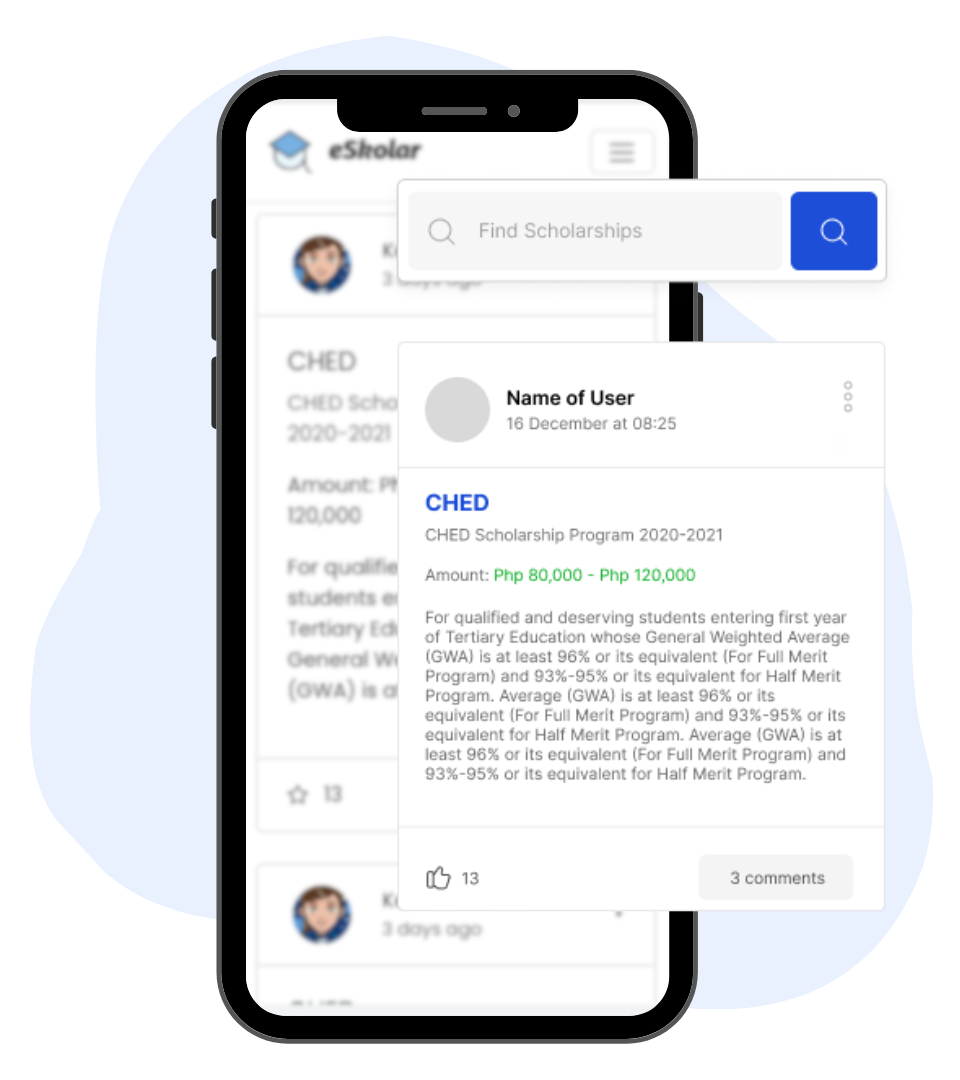 eSkolar
Find Scholarships
3 days ago
CHED
CHED
2020-2021
Amount:
120,000
For
students
Tertiary
General
(GWA) is
13
3 days ago
Name of User
16 December at 08:25
CHED
CHED Scholarship Program 2020-2021
Amount: Php 80,000 - Php 120,000
For qualified and deserving students entering first year
of Tertiary Education whose General Weighted Average
(GWA) is at least 96% or its equivalent (For Full Merit
Program) and 93%-95% or its equivalent for Half Merit
Program. Average (GWA) is at least 96% or its
equivalent (For Full Merit Program) and 93%-95% or its
equivalent for Half Merit Program. Average (GWA) is at
least 96% or its equivalent (For Full Merit Program) and
93%-95% or its equivalent for Half Merit Program.
13
3 comments